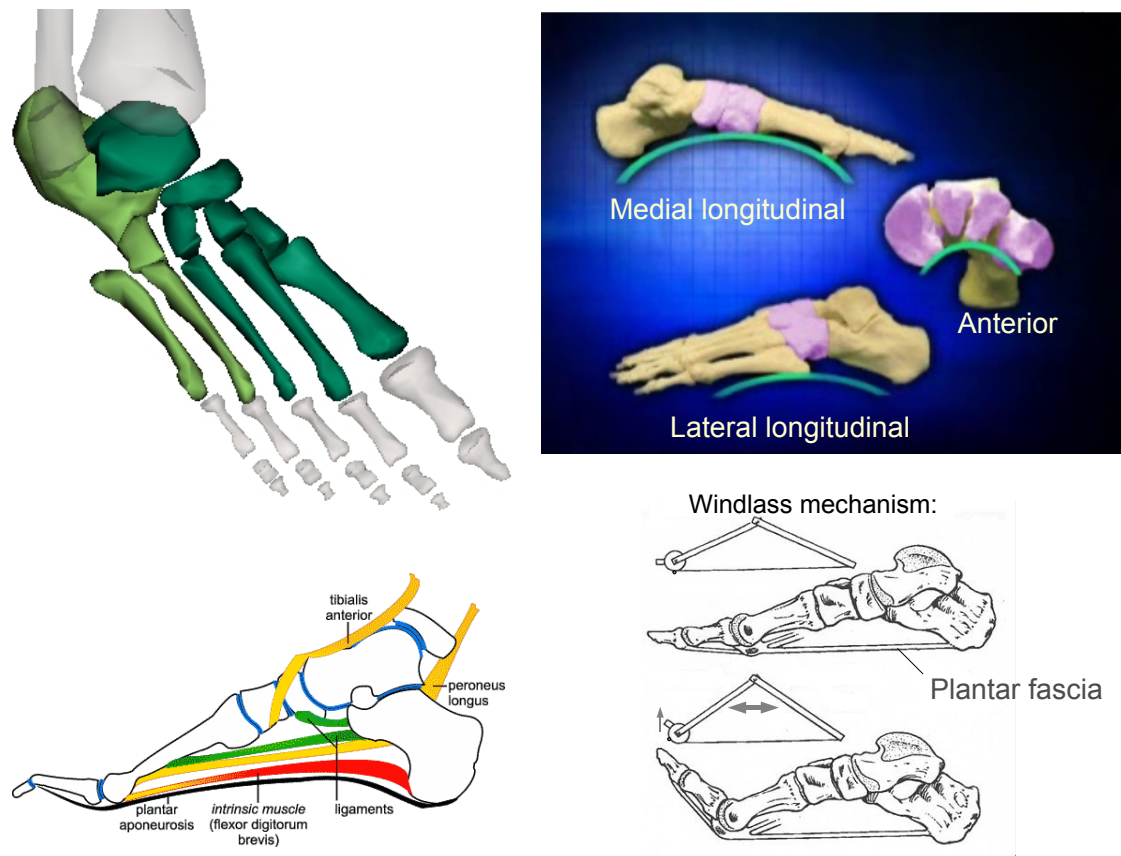 Medial longitudinal
Anterior
Lateral longitudinal
Windlass mechanism:
Plantar fascia
tibialis
anterior
peroneus
longus
plantar
aponeurosis
intrinsic muscle
(flexor digitorum
brevis)
ligaments